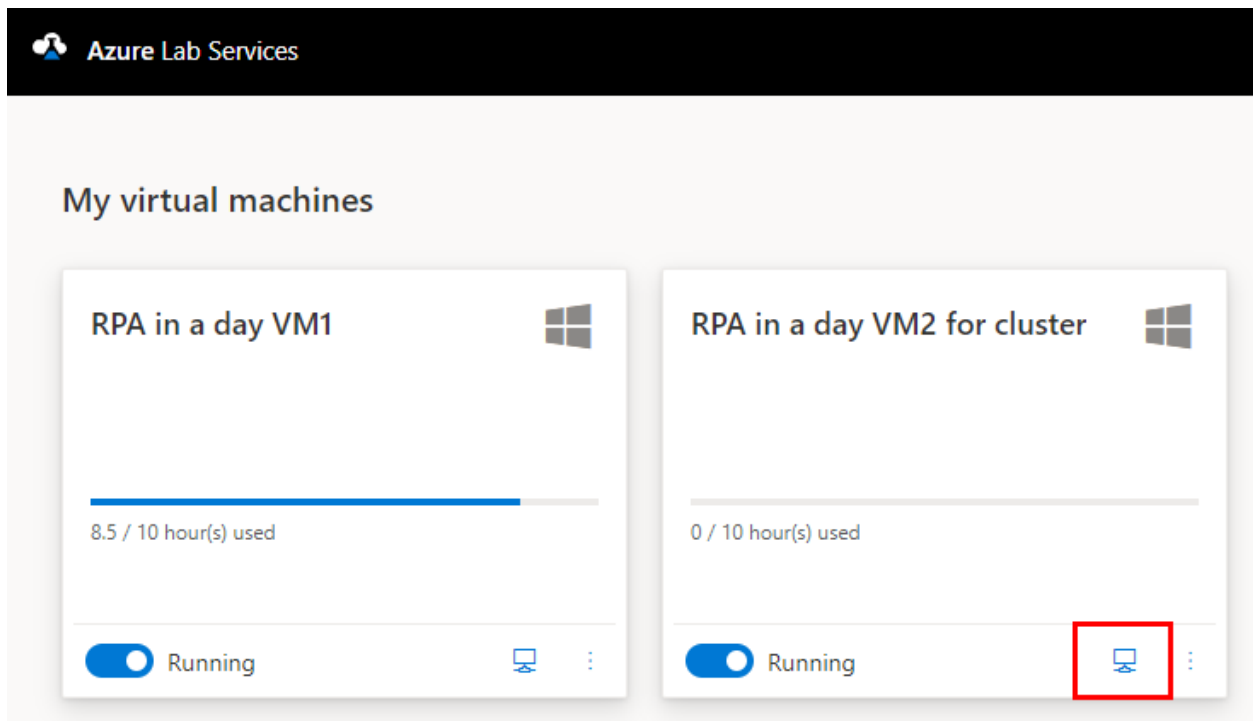 Azure Lab Services
My virtual machines
RPA in a day VM1
8.5 / 10 hour(s) used
Running
RPA in a day VM2 for cluster
0 / 10 hour(s) used
Running